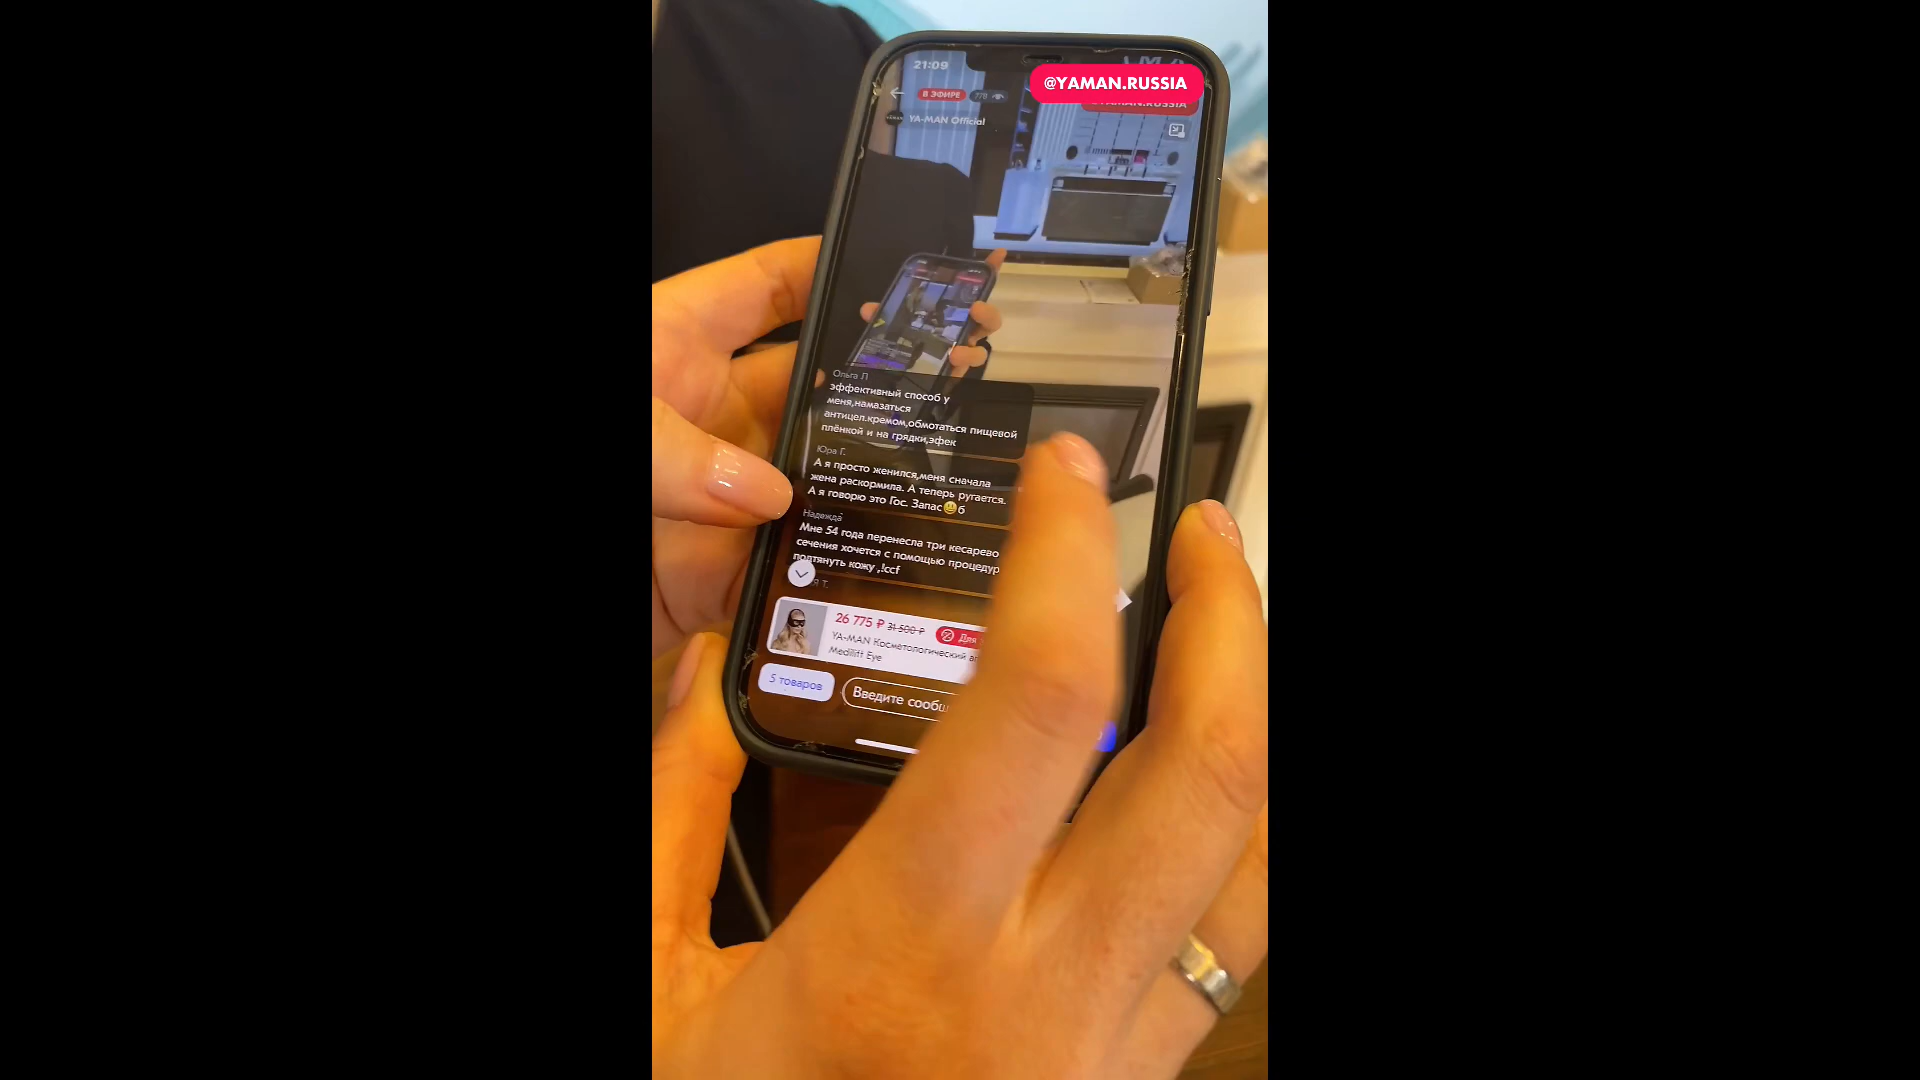 21:09
@YAMAN.RUSSIA
В ЭФИРЕ
778
YA-MAN Official
Ольга Л
эффективный способ у
меня,намазаться
антицел.кремом,обмотаться пищевой
плёнкой и на грядки,эфек
Юра Г.
А я просто женился,меня сначала
жена раскормила. А теперь ругается.
А я говорю это Гос. Запас😃б
Надежда
Мне 54 года перенесла три кесарево
сечения хочется с помощью процедур
подтянуть кожу ,!ccf
Т.
26 775 ₽ 31 500 ₽
Для
YA-MAN Косметологический
Medilift Eye
5 товаров
Введите